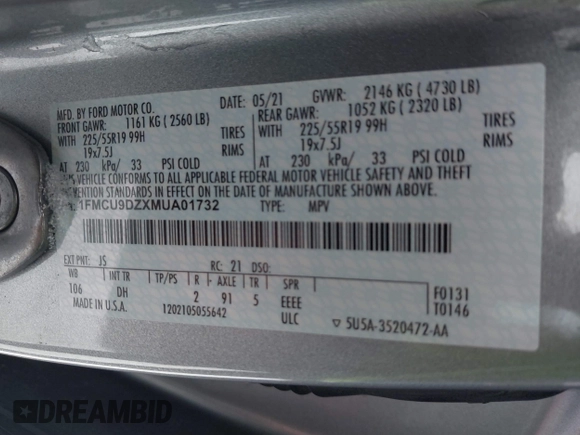 MFD. BY FORD MOTOR CO.
DATE: 05/21 GVWR: 2146 KG ( 4730 LB)
FRONT GAWR: 1161 KG ( 2560 LB) REAR GAWR: 1052 KG ( 2320 LB)
WITH 225/55R19 99H TIRES WITH 225/55R19 99H TIRES
19x7.5J RIMS 19x7.5J RIMS
AT 230 kPa/ 33 PSI COLD AT 230 kPa/ 33 PSI COLD
VEHICLE CONFORMS TO ALL APPLICABLE FEDERAL MOTOR VEHICLE SAFETY AND THEFT
PREVENTION STANDARDS IN EFFECT ON THE DATE OF MANUFACTURE SHOWN ABOVE.
1FMCU9DZXMUA01732 TYPE: MPV
EXT PNT: JS RC: 21 DSO:
WB INT TR TP/PS R AXLE TR SPR
106 DH 2 91 5 EEEE F0131
MADE IN U.S.A. 1202105055642 ULC T0146
5U5A-3520472-AA
DREAMBID